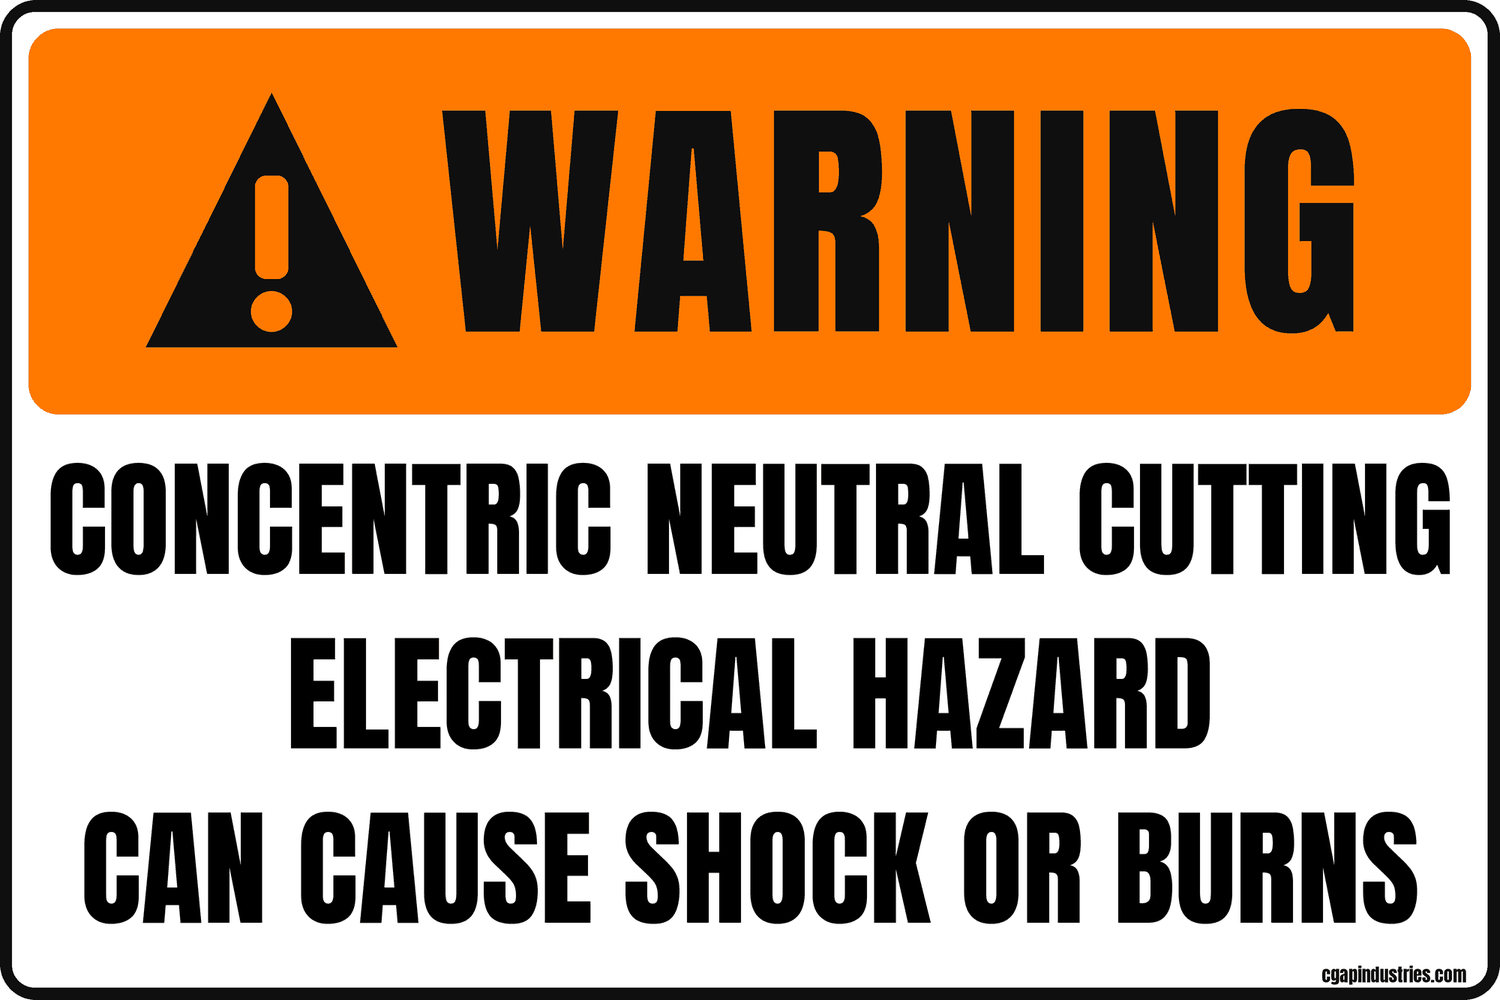 WARNING
CONCENTRIC NEUTRAL CUTTING
ELECTRICAL HAZARD
CAN CAUSE SHOCK OR BURNS
cgapindustries.com